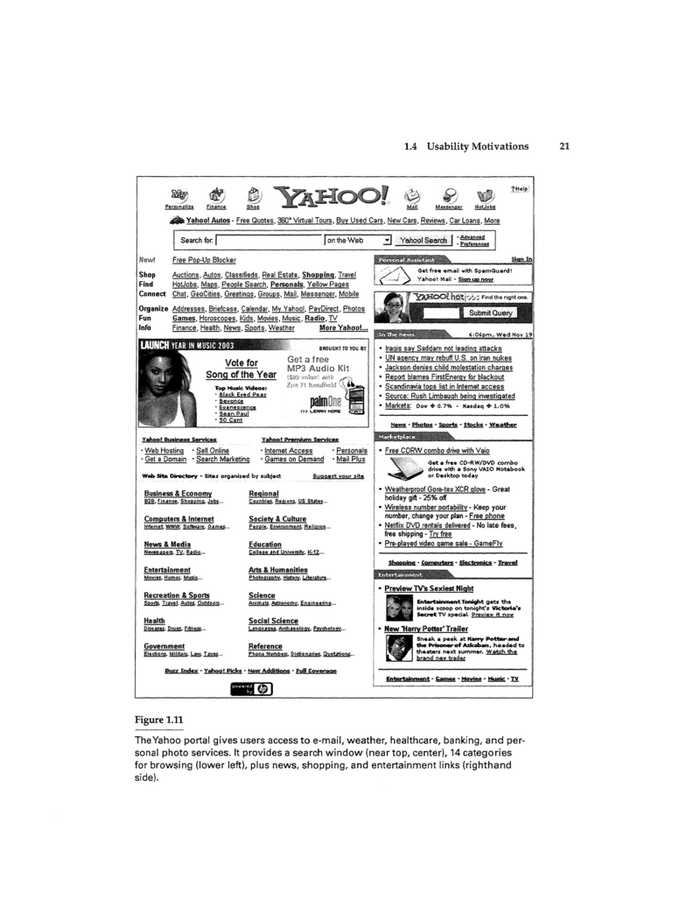 1.4 Usability Motivations 21
My
Personalize Finance Shop YAHOO! Mail Messenger HotJobs ?Help
Yahoo! Autos - Free Quotes, 360° Virtual Tours, Buy Used Cars, New Cars, Reviews, Car Loans, More
Search for: on the Web Yahoo! Search · Advanced
· Preferences
New! Free Pop-Up Blocker
Shop Auctions, Autos, Classifieds, Real Estate, Shopping, Travel
Find HotJobs, Maps, People Search, Personals, Yellow Pages
Connect Chat, GeoCities, Greetings, Groups, Mail, Messenger, Mobile
Organize Addresses, Briefcase, Calendar, My Yahoo!, PayDirect, Photos
Fun Games, Horoscopes, Kids, Movies, Music, Radio, TV
Info Finance, Health, News, Sports, Weather More Yahoo!...
LAUNCH YEAR IN MUSIC 2003
Vote for
Song of the Year
Top Music Videos:
· Black Eyed Peas
· Beyonce
· Evanescence
· Sean Paul
· 50 Cent
BROUGHT TO YOU BY
Get a free
MP3 Audio Kit
($99 value) with
Zire 71 handheld
palmOne
>>> LEARN MORE
Yahoo! Business Services
· Web Hosting · Sell Online
· Get a Domain · Search Marketing
Yahoo! Premium Services
· Internet Access · Personals
· Games on Demand · Mail Plus
Web Site Directory - Sites organized by subject Suggest your site
Business & Economy
B2B, Finance, Shopping, Jobs...
Regional
Countries, Regions, US States...
Computers & Internet
Internet, WWW, Software, Games...
Society & Culture
People, Environment, Religion...
News & Media
Newspapers, TV, Radio...
Education
College and University, K-12...
Entertainment
Movies, Humor, Music...
Arts & Humanities
Photography, History, Literature...
Recreation & Sports
Sports, Travel, Autos, Outdoors...
Science
Animals, Astronomy, Engineering...
Health
Diseases, Drugs, Fitness...
Social Science
Languages, Archaeology, Psychology...
Government
Elections, Military, Law, Taxes...
Reference
Phone Numbers, Dictionaries, Quotations...
Buzz Index - Yahoo! Picks - New Additions - Full Coverage
powered by hp
Personal Assistant Sign In
Get free email with SpamGuard!
Yahoo! Mail - Sign up now
YAHOO! hotjobs Find the right one.
Submit Query
In the News 6:06pm, Wed Nov 19
• Iraqis say Saddam not leading attacks
• UN agency may rebuff U.S. on Iran nukes
• Jackson denies child molestation charges
• Report blames FirstEnergy for blackout
• Scandinavia tops list in Internet access
• Source: Rush Limbaugh being investigated
• Markets: Dow 0.7% · Nasdaq 1.0%
News - Photos - Sports - Stocks - Weather
Marketplace
• Free CDRW combo drive with Vaio
Get a free CD-RW/DVD combo
drive with a Sony VAIO Notebook
or Desktop today
• Weatherproof Gore-tex XCR glove - Great
holiday gift - 25% off
• Wireless number portability - Keep your
number, change your plan - Free phone
• Netflix DVD rentals delivered - No late fees,
free shipping - Try free
• Pre-played video game sale - GameFly
Shopping - Computers - Electronics - Travel
Entertainment
• Preview TV's Sexiest Night
Entertainment Tonight gets the
inside scoop on tonight's Victoria's
Secret TV special. Preview it now
• New 'Harry Potter' Trailer
Sneak a peek at Harry Potter and
the Prisoner of Azkaban, headed to
theaters next summer. Watch the
brand new trailer
Entertainment - Games - Movies - Music - TV
Figure 1.11
The Yahoo portal gives users access to e-mail, weather, healthcare, banking, and per-
sonal photo services. It provides a search window (near top, center), 14 categories
for browsing (lower left), plus news, shopping, and entertainment links (righthand
side).